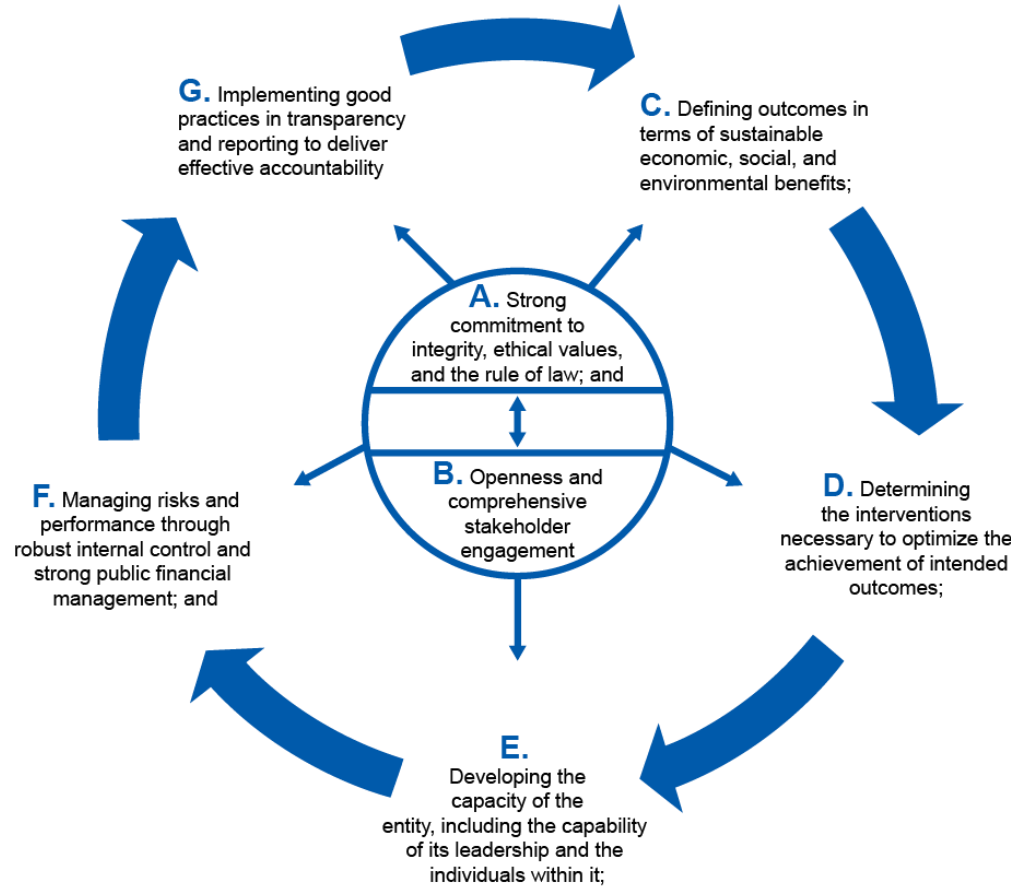 G. Implementing good
practices in transparency
and reporting to deliver
effective accountability
C. Defining outcomes in
terms of sustainable
economic, social, and
environmental benefits;
A. Strong
commitment to
integrity, ethical values,
and the rule of law; and
B. Openness and
comprehensive
stakeholder
engagement
D. Determining
the interventions
necessary to optimize the
achievement of intended
outcomes;
E.
Developing the
capacity of the
entity, including the capability
of its leadership and the
individuals within it;
F. Managing risks and
performance through
robust internal control and
strong public financial
management; and